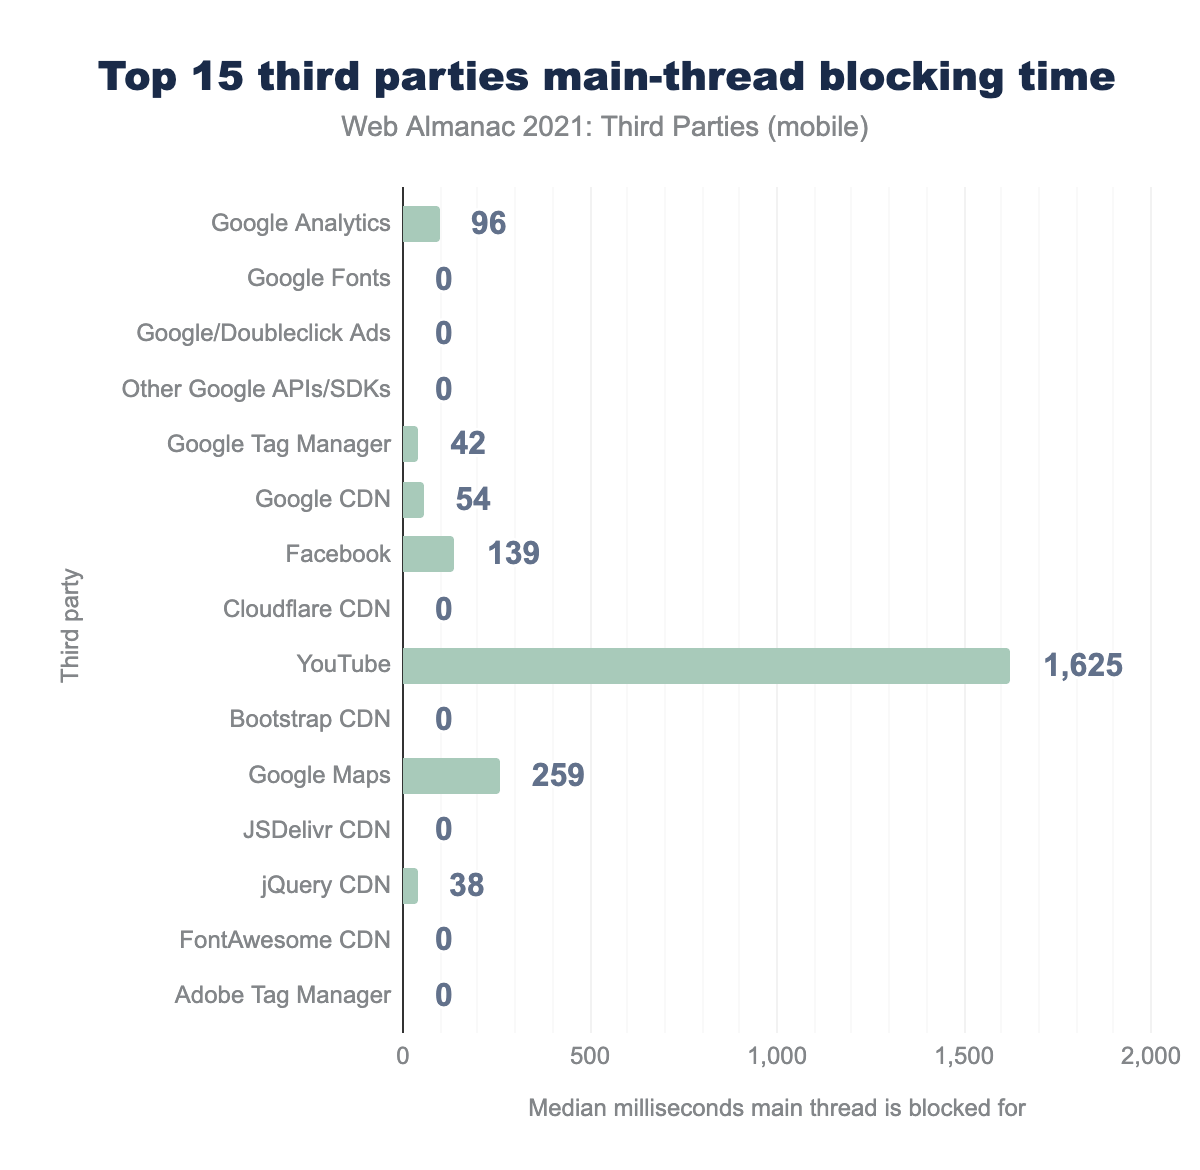 Top 15 third parties main-thread blocking time
Web Almanac 2021: Third Parties (mobile)
Third party
Google Analytics 96
Google Fonts 0
Google/Doubleclick Ads 0
Other Google APIs/SDKs 0
Google Tag Manager 42
Google CDN 54
Facebook 139
Cloudflare CDN 0
YouTube 1,625
Bootstrap CDN 0
Google Maps 259
JSDelivr CDN 0
jQuery CDN 38
FontAwesome CDN 0
Adobe Tag Manager 0
0 500 1,000 1,500 2,000
Median milliseconds main thread is blocked for